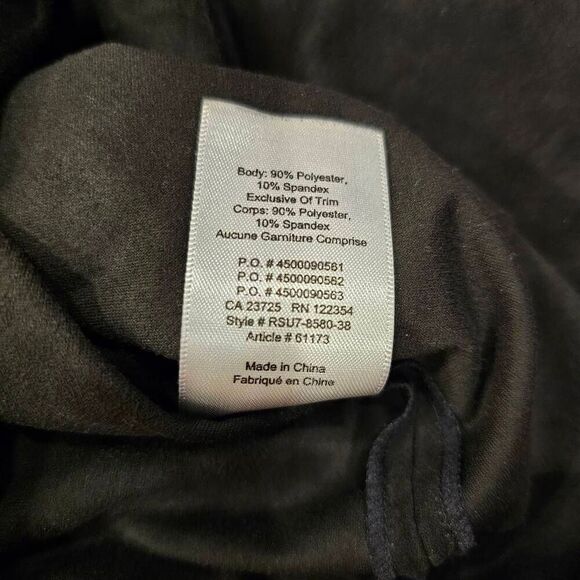 Body: 90% Polyester,
10% Spandex
Exclusive Of Trim
Corps: 90% Polyester,
10% Spandex
Aucune Garniture Comprise
P.O. # 4500090561
P.O. # 4500090562
P.O. # 4500090563
CA 23725 RN 122354
Style # RSU7-8580-38
Article # 61173
Made in China
Fabriqué en Chine